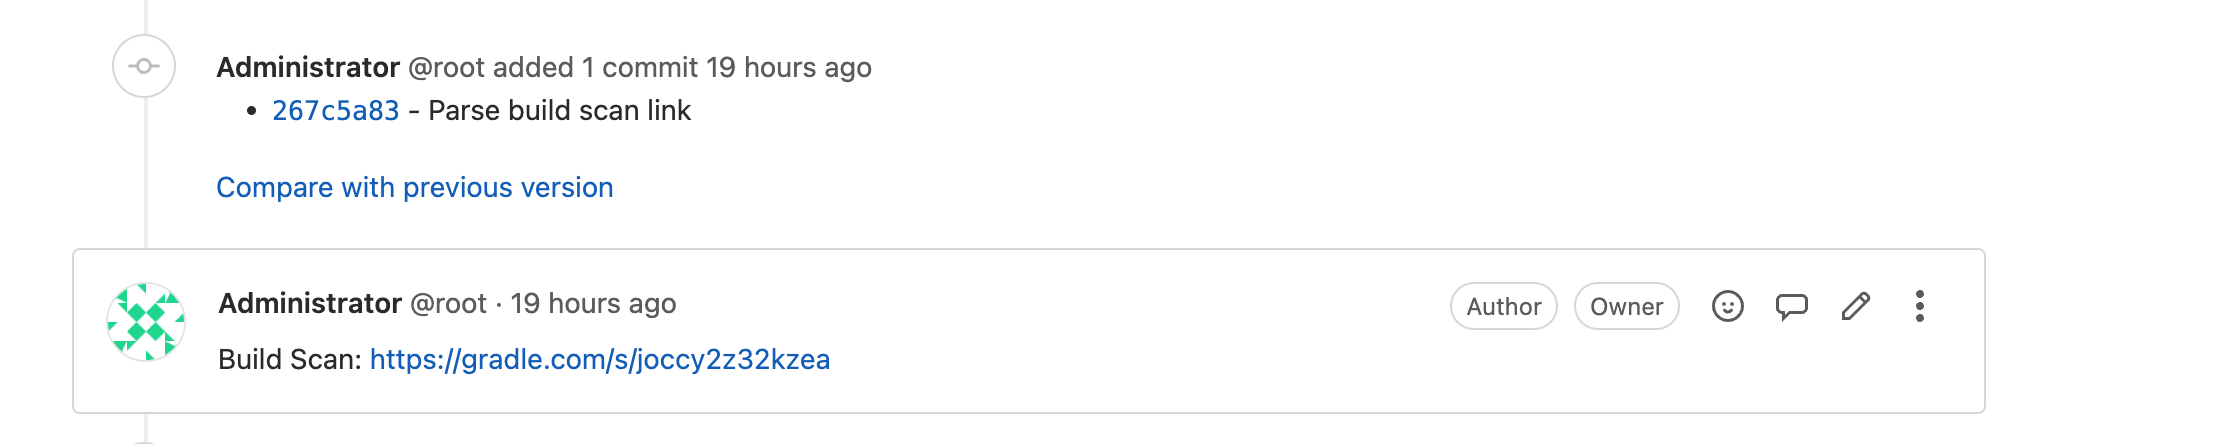 Administrator @root added 1 commit 19 hours ago
• 267c5a83 - Parse build scan link
Compare with previous version
Administrator @root · 19 hours ago
Author
Owner
Build Scan: https://gradle.com/s/joccy2z32kzea